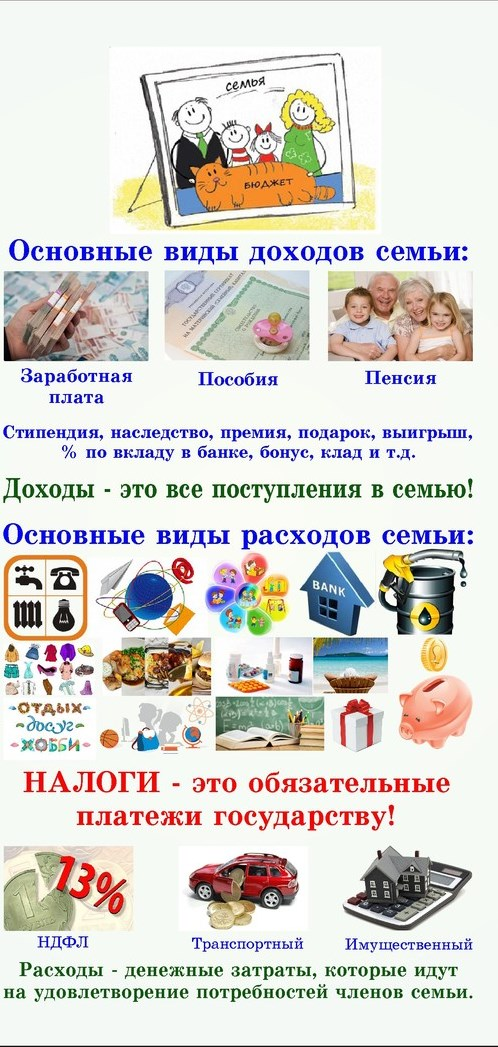 СЕМЬЯ
БЮДЖЕТ
Основные виды доходов семьи:
Заработная
плата
Пособия
Пенсия
Стипендия, наследство, премия, подарок, выигрыш,
% по вкладу в банке, бонус, клад и т.д.
Доходы - это все поступления в семью!
Основные виды расходов семьи:
BANK
ОТДЫХ
досуг
ХОББИ
НАЛОГИ - это обязательные
платежи государству!
13%
НДФЛ
Транспортный
Имущественный
Расходы - денежные затраты, которые идут
на удовлетворение потребностей членов семьи.